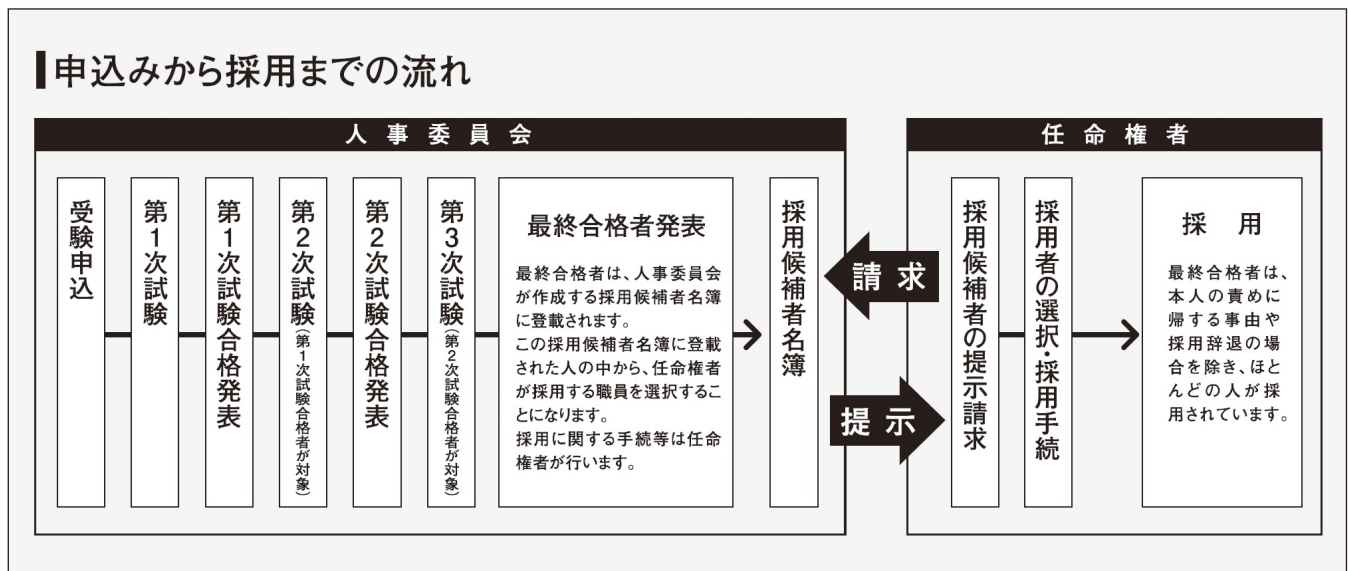 申込みから採用までの流れ
人事委員会
受験申込
第1次試験
第1次試験合格発表
第2次試験(第1次試験合格者が対象)
第2次試験合格発表
第3次試験(第2次試験合格者が対象)
最終合格者発表
最終合格者は、人事委員会
が作成する採用候補者名簿
に登載されます。
この採用候補者名簿に登載
された人の中から、任命権者
が採用する職員を選択するこ
とになります。
採用に関する手続等は任命
権者が行います。
採用候補者名簿
請求
提示
任命権者
採用候補者の提示請求
採用者の選択・採用手続
採用
最終合格者は、
本人の責めに
帰する事由や
採用辞退の場
合を除き、ほと
んどの人が採
用されています。